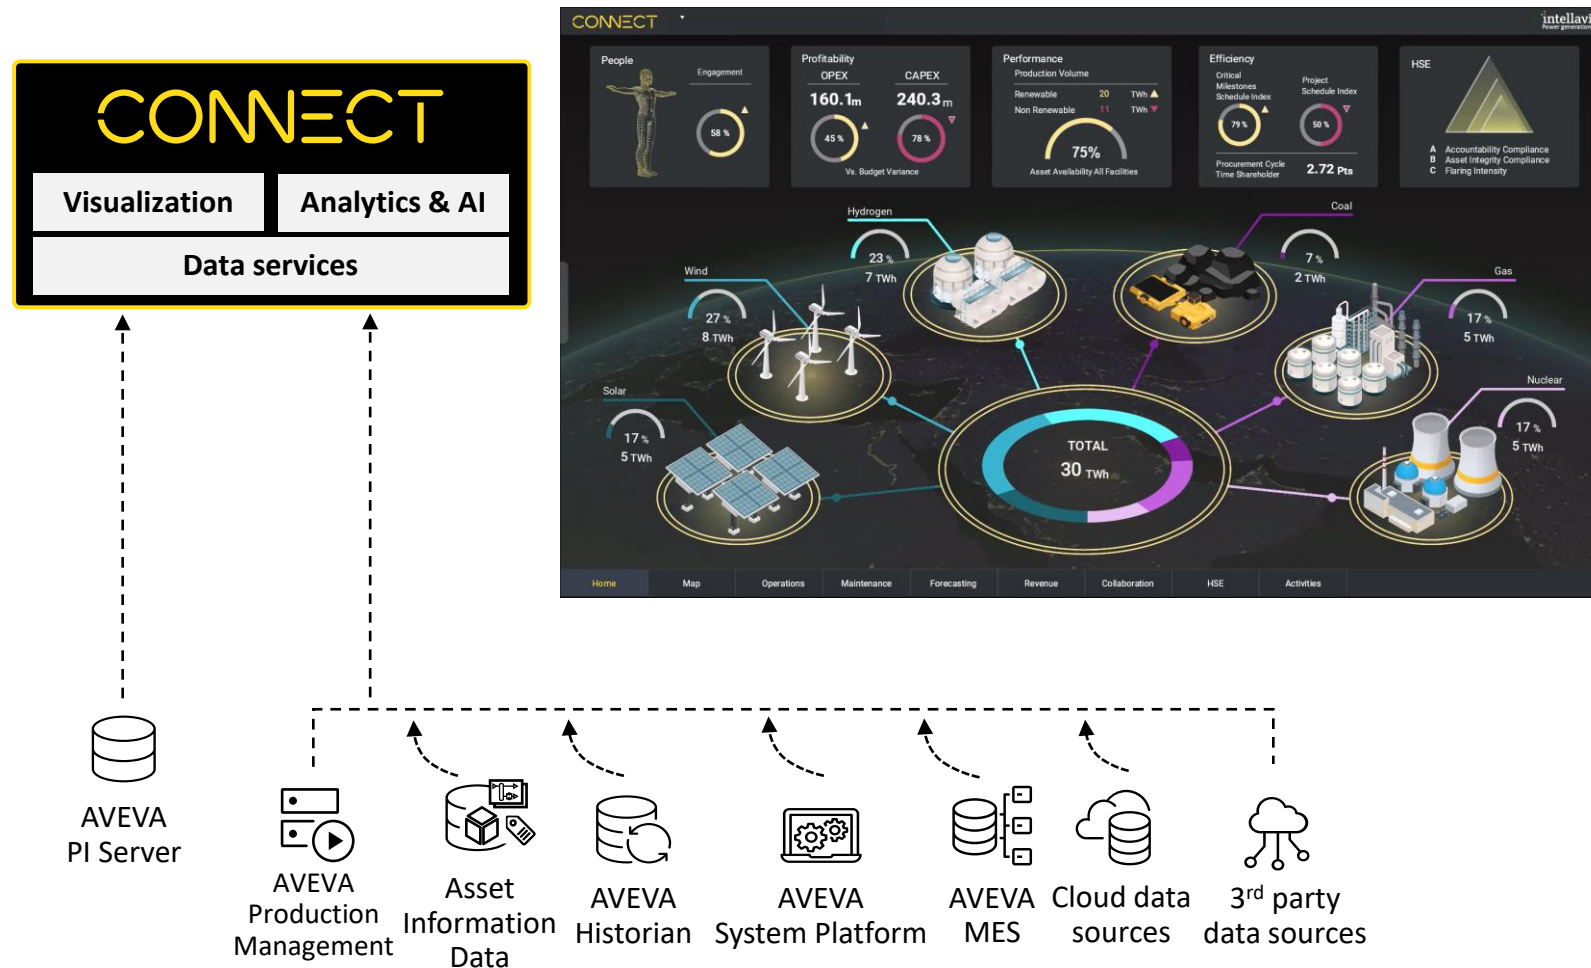 CONNECT
Visualization
Analytics & AI
Data services
CONNECT
intellavi
Power generation
People
Engagement
58 %
Profitability
OPEX
CAPEX
160.1m
240.3 m
45 %
78 %
Vs. Budget Variance
Performance
Production Volume
Renewable 20 TWh
Non Renewable 11 TWh
75%
Asset Availability All Facilities
Efficiency
Critical
Milestones
Schedule Index
Project
Schedule Index
79 %
50 %
Procurement Cycle
Time Shareholder
2.72 Pts
HSE
A Accountability Compliance
B Asset Integrity Compliance
C Flaring Intensity
Hydrogen
23 %
7 TWh
Coal
7 %
2 TWh
Wind
27 %
8 TWh
Gas
17 %
5 TWh
Solar
17 %
5 TWh
Nuclear
17 %
5 TWh
TOTAL
30 TWh
Home
Map
Operations
Maintenance
Forecasting
Revenue
Collaboration
HSE
Activities
AVEVA
PI Server
AVEVA
Production
Management
Asset
Information
Data
AVEVA
Historian
AVEVA
System Platform
AVEVA
MES
Cloud data
sources
3rd party
data sources